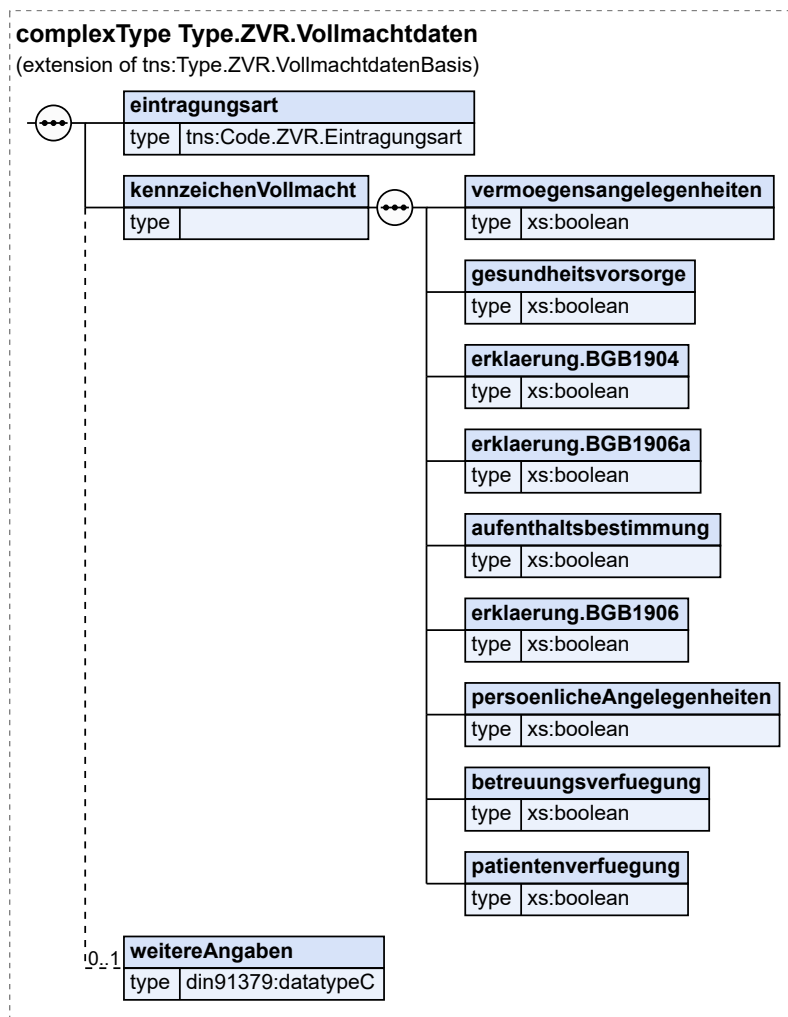 complexType Type.ZVR.Vollmachtdaten
(extension of tns:Type.ZVR.VollmachtdatenBasis)
eintragungsart
type tns:Code.ZVR.Eintragungsart
kennzeichenVollmacht
type
vermoegensangelegenheiten
type xs:boolean
gesundheitsvorsorge
type xs:boolean
erklaerung.BGB1904
type xs:boolean
erklaerung.BGB1906a
type xs:boolean
aufenthaltsbestimmung
type xs:boolean
erklaerung.BGB1906
type xs:boolean
persoenlicheAngelegenheiten
type xs:boolean
betreuungsverfuegung
type xs:boolean
patientenverfuegung
type xs:boolean
0..1 weitereAngaben
type din91379:datatypeC